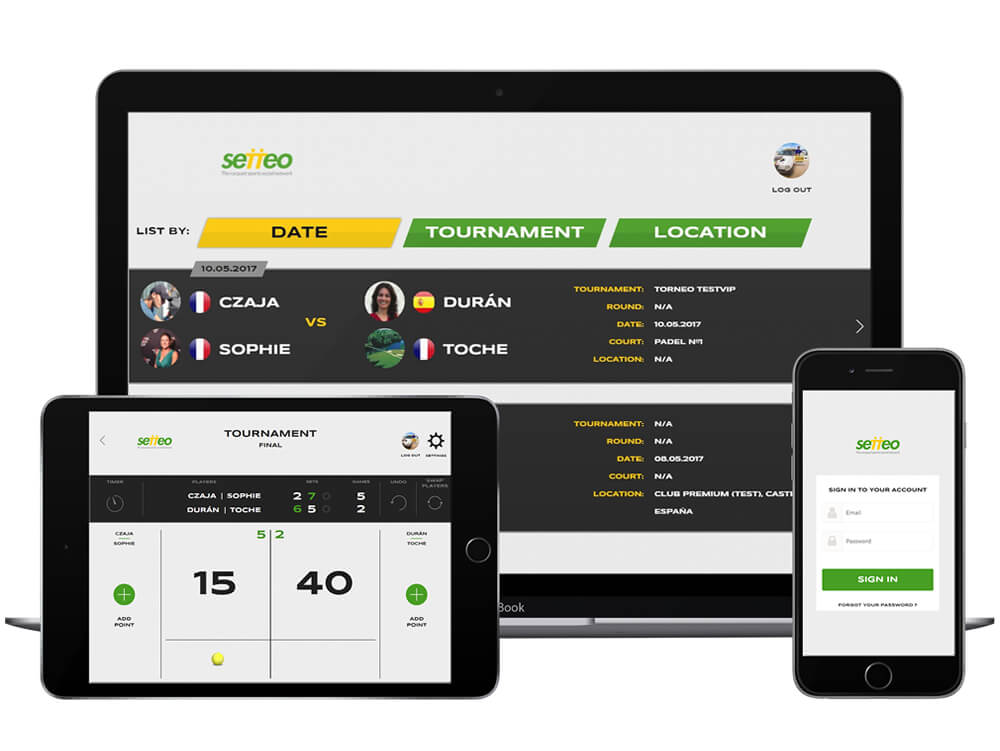 setteo
The racquet sports social network
LOG OUT
LIST BY:
DATE
TOURNAMENT
LOCATION
10.05.2017
CZAJA
SOPHIE
VS
DURÁN
TOCHE
TOURNAMENT: TORNEO TESTVIP
ROUND: N/A
DATE: 10.05.2017
COURT: PADEL Nº1
LOCATION: N/A
TOURNAMENT: N/A
ROUND: N/A
DATE: 08.05.2017
COURT: N/A
LOCATION: CLUB PREMIUM (TEST), CASTI
ESPAÑA
Book
setteo
TOURNAMENT
FINAL
LOG OUT
SETTINGS
TIMER
PLAYERS
SETS
GAMES
UNDO
SWAP
PLAYERS
CZAJA | SOPHIE 2 7 0 5
DURÁN | TOCHE 6 5 0 2
CZAJA
SOPHIE
5 2
DURÁN
TOCHE
15
40
ADD
POINT
ADD
POINT
setteo
The racquet sports social network
SIGN IN TO YOUR ACCOUNT
Email
Password
SIGN IN
FORGOT YOUR PASSWORD ?